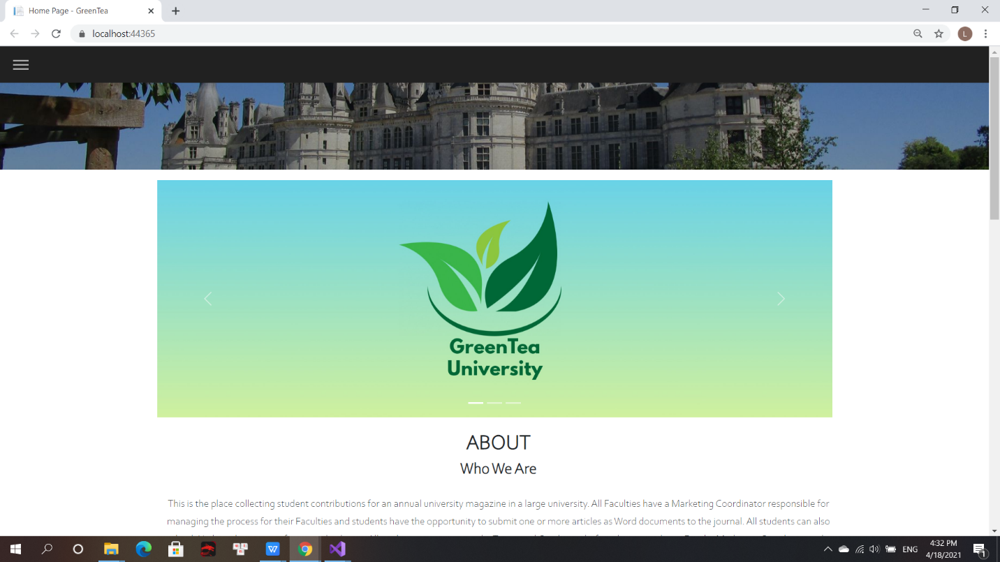 Home Page - GreenTea
localhost:44365
L
GreenTea
University
ABOUT
Who We Are
This is the place collecting student contributions for an annual university magazine in a large university. All Faculties have a Marketing Coordinator responsible for
managing the process for their Faculties and students have the opportunity to submit one or more articles as Word documents to the journal. All students can also
ENG
4:32 PM
4/18/2021
1